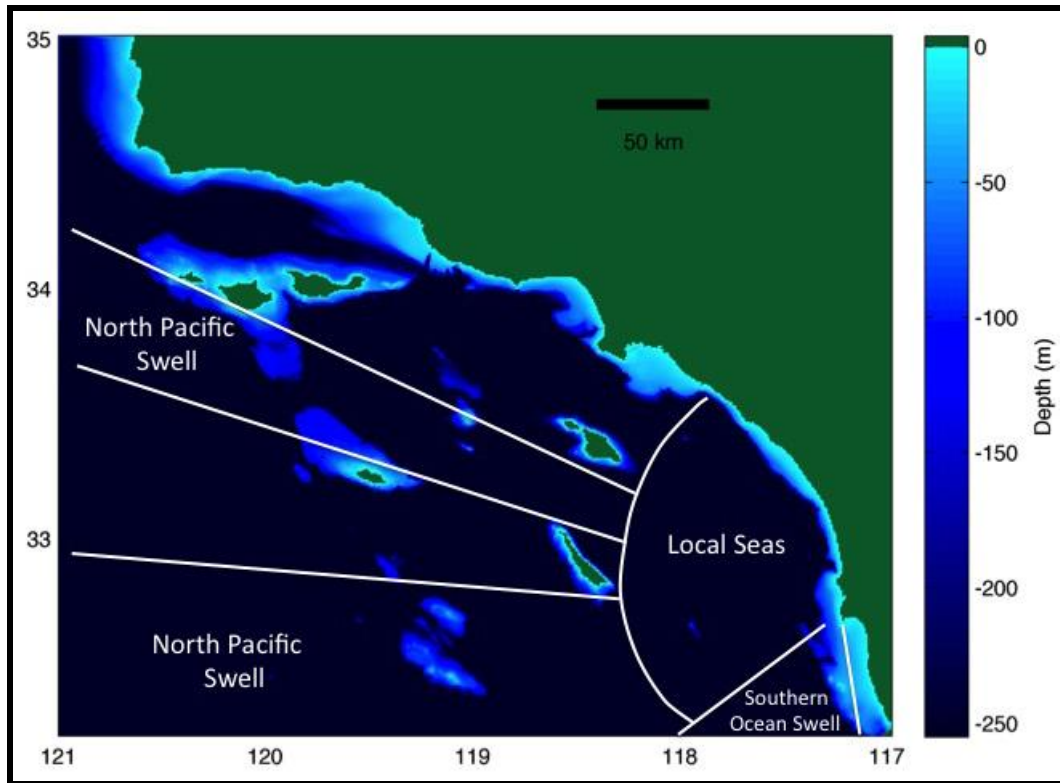 35
34
33
121
120
119
118
117
50 km
North Pacific
Swell
North Pacific
Swell
Local Seas
Southern
Ocean Swell
0
-50
-100
-150
-200
-250
Depth (m)